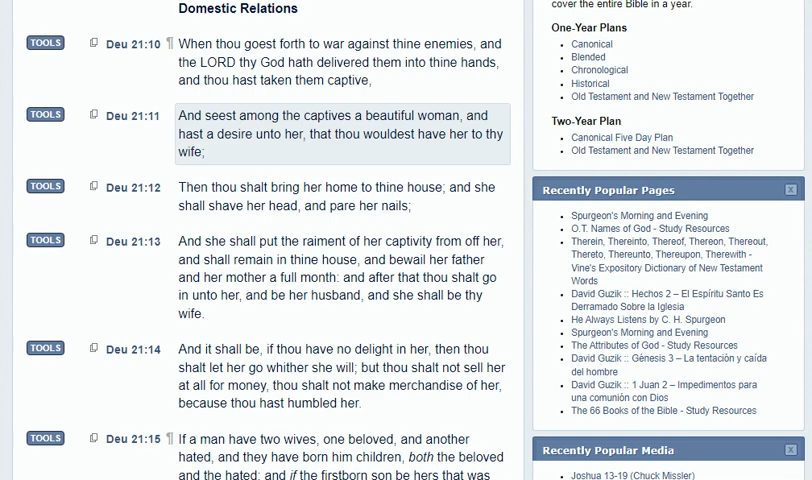 Domestic Relations
TOOLS Deu 21:10 ¶ When thou goest forth to war against thine enemies, and
the LORD thy God hath delivered them into thine hands,
and thou hast taken them captive,
TOOLS Deu 21:11 And seest among the captives a beautiful woman, and
hast a desire unto her, that thou wouldest have her to thy
wife;
TOOLS Deu 21:12 Then thou shalt bring her home to thine house; and she
shall shave her head, and pare her nails;
TOOLS Deu 21:13 And she shall put the raiment of her captivity from off her,
and shall remain in thine house, and bewail her father
and her mother a full month: and after that thou shalt go
in unto her, and be her husband, and she shall be thy
wife.
TOOLS Deu 21:14 And it shall be, if thou have no delight in her, then thou
shalt let her go whither she will; but thou shalt not sell her
at all for money, thou shalt not make merchandise of her,
because thou hast humbled her.
TOOLS Deu 21:15 ¶ If a man have two wives, one beloved, and another
hated, and they have born him children, both the beloved
and the hated; and if the firstborn son be hers that was
cover the entire Bible in a year.
One-Year Plans
• Canonical
• Blended
• Chronological
• Historical
• Old Testament and New Testament Together
Two-Year Plan
• Canonical Five Day Plan
• Old Testament and New Testament Together
Recently Popular Pages x
• Spurgeon's Morning and Evening
• O.T. Names of God - Study Resources
• Therein, Thereinto, Thereof, Thereon, Thereout,
Thereto, Thereunto, Thereupon, Therewith -
Vine's Expository Dictionary of New Testament
Words
• David Guzik :: Hechos 2 – El Espíritu Santo Es
Derramado Sobre la Iglesia
• He Always Listens by C. H. Spurgeon
• Spurgeon's Morning and Evening
• The Attributes of God - Study Resources
• David Guzik :: Génesis 3 – La tentación y caída
del hombre
• David Guzik :: 1 Juan 2 – Impedimentos para
una comunión con Dios
• The 66 Books of the Bible - Study Resources
Recently Popular Media x
• Joshua 13-19 (Chuck Missler)